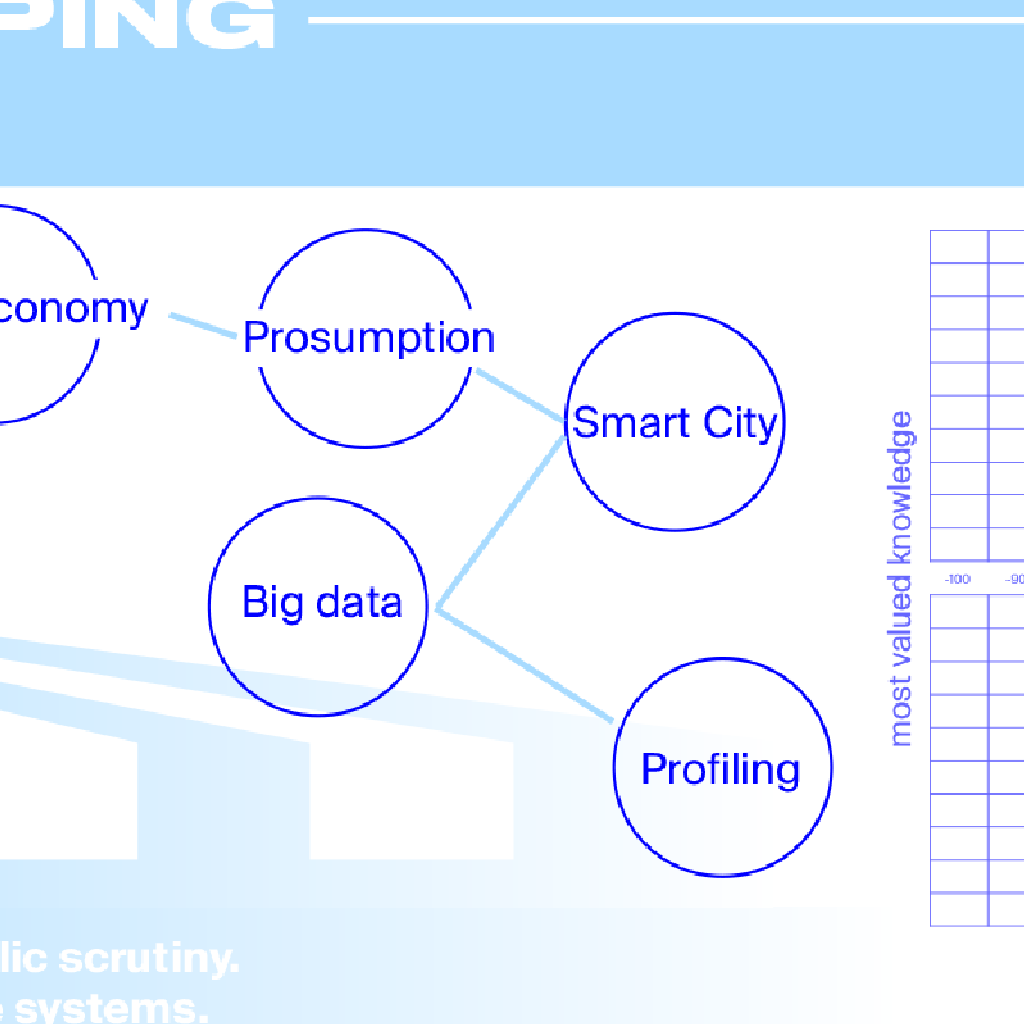 PING
conomy
Prosumption
Smart City
Big data
Profiling
most valued knowledge
-100
-90
lic scrutiny.
e systems.